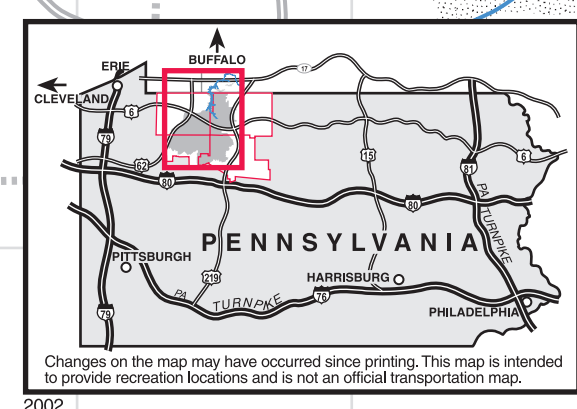 BUFFALO
ERIE
17
CLEVELAND
6
79
62
15
6
81
80
80
PA TURNPIKE
PENNSYLVANIA
PITTSBURGH
219
HARRISBURG
PA TURNPKE
76
PHILADELPHIA
79
Changes on the map may have occurred since printing. This map is intended
to provide recreation locations and is not an official transportation map.
2002